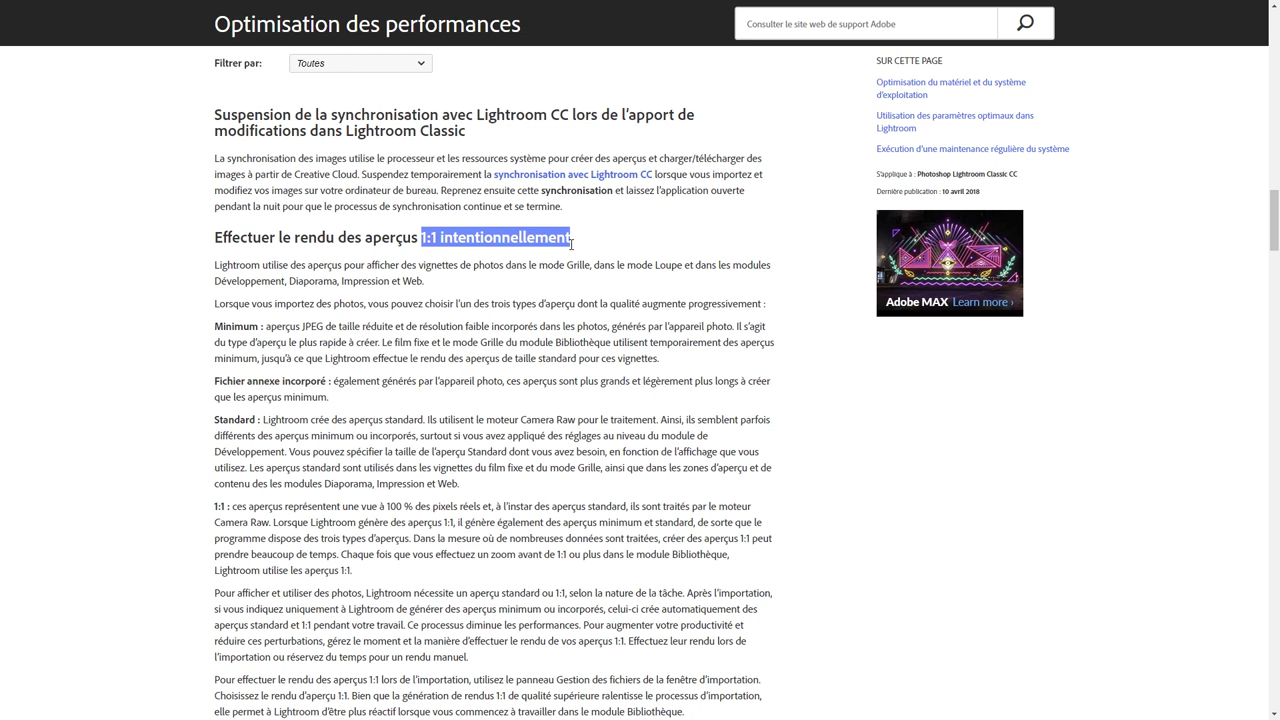 Optimisation des performances
Consulter le site web de support Adobe
Filtrer par :
Toutes
Suspension de la synchronisation avec Lightroom CC lors de l’apport de
modifications dans Lightroom Classic
La synchronisation des images utilise le processeur et les ressources système pour créer des aperçus et charger/télécharger des
images à partir de Creative Cloud. Suspendez temporairement la synchronisation avec Lightroom CC lorsque vous importez et
modifiez vos images sur votre ordinateur de bureau. Reprenez ensuite cette synchronisation et laissez l’application ouverte
pendant la nuit pour que le processus de synchronisation continue et se termine.
Effectuer le rendu des aperçus 1:1 intentionnellement
Lightroom utilise des aperçus pour afficher des vignettes de photos dans le mode Grille, dans le mode Loupe et dans les modules
Développement, Diaporama, Impression et Web.
Lorsque vous importez des photos, vous pouvez choisir l’un des trois types d’aperçu dont la qualité augmente progressivement :
Minimum : aperçus JPEG de taille réduite et de résolution faible incorporés dans les photos, générés par l’appareil photo. Il s’agit
du type d’aperçu le plus rapide à créer. Le film fixe et le mode Grille du module Bibliothèque utilisent temporairement des aperçus
minimum, jusqu’à ce que Lightroom effectue le rendu des aperçus de taille standard pour ces vignettes.
Fichier annexe incorporé : également générés par l’appareil photo, ces aperçus sont plus grands et légèrement plus longs à créer
que les aperçus minimum.
Standard : Lightroom crée des aperçus standard. Ils utilisent le moteur Camera Raw pour le traitement. Ainsi, ils semblent parfois
différents des aperçus minimum ou incorporés, surtout si vous avez appliqué des réglages au niveau du module de
Développement. Vous pouvez spécifier la taille de l’aperçu Standard dont vous avez besoin, en fonction de l’affichage que vous
utilisez. Les aperçus standard sont utilisés dans les vignettes du film fixe et du mode Grille, ainsi que dans les zones d’aperçu et de
contenu des les modules Diaporama, Impression et Web.
1:1 : ces aperçus représentent une vue à 100 % des pixels réels et, à l’instar des aperçus standard, ils sont traités par le moteur
Camera Raw. Lorsque Lightroom génère des aperçus 1:1, il génère également des aperçus minimum et standard, de sorte que le
programme dispose des trois types d’aperçus. Dans la mesure où de nombreuses données sont traitées, créer des aperçus 1:1 peut
prendre beaucoup de temps. Chaque fois que vous effectuez un zoom avant de 1:1 ou plus dans le module Bibliothèque,
Lightroom utilise les aperçus 1:1.
Pour afficher et utiliser des photos, Lightroom nécessite un aperçu standard ou 1:1, selon la nature de la tâche. Après l’importation,
si vous indiquez uniquement à Lightroom de générer des aperçus minimum ou incorporés, celui-ci crée automatiquement des
aperçus standard et 1:1 pendant votre travail. Ce processus diminue les performances. Pour augmenter votre productivité et
réduire ces perturbations, gérez le moment et la manière d’effectuer le rendu de vos aperçus 1:1. Effectuez leur rendu lors de
l’importation ou réservez du temps pour un rendu manuel.
Pour effectuer le rendu des aperçus 1:1 lors de l’importation, utilisez le panneau Gestion des fichiers de la fenêtre d’importation.
Choisissez le rendu d’aperçu 1:1. Bien que la génération de rendus 1:1 de qualité supérieure ralentisse le processus d’importation,
elle permet à Lightroom d’être plus réactif lorsque vous commencez à travailler dans le module Bibliothèque.
SUR CETTE PAGE
Optimisation du matériel et du système
d’exploitation
Utilisation des paramètres optimaux dans
Lightroom
Exécution d’une maintenance régulière du système
S’applique à : Photoshop Lightroom Classic CC
Dernière publication : 10 avril 2018
Adobe MAX Learn more ›